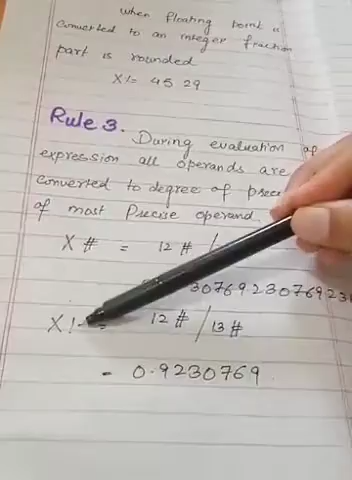 when floating point is
converted to an integer fraction
part is rounded
X!= 45 29
Rule 3.
During evaluation of
expression all operands are
converted to degree of prec
of most Precise operand.
X # = 12 # /
3076923076923
X ! = 12 # / 13 #
= 0.9230769